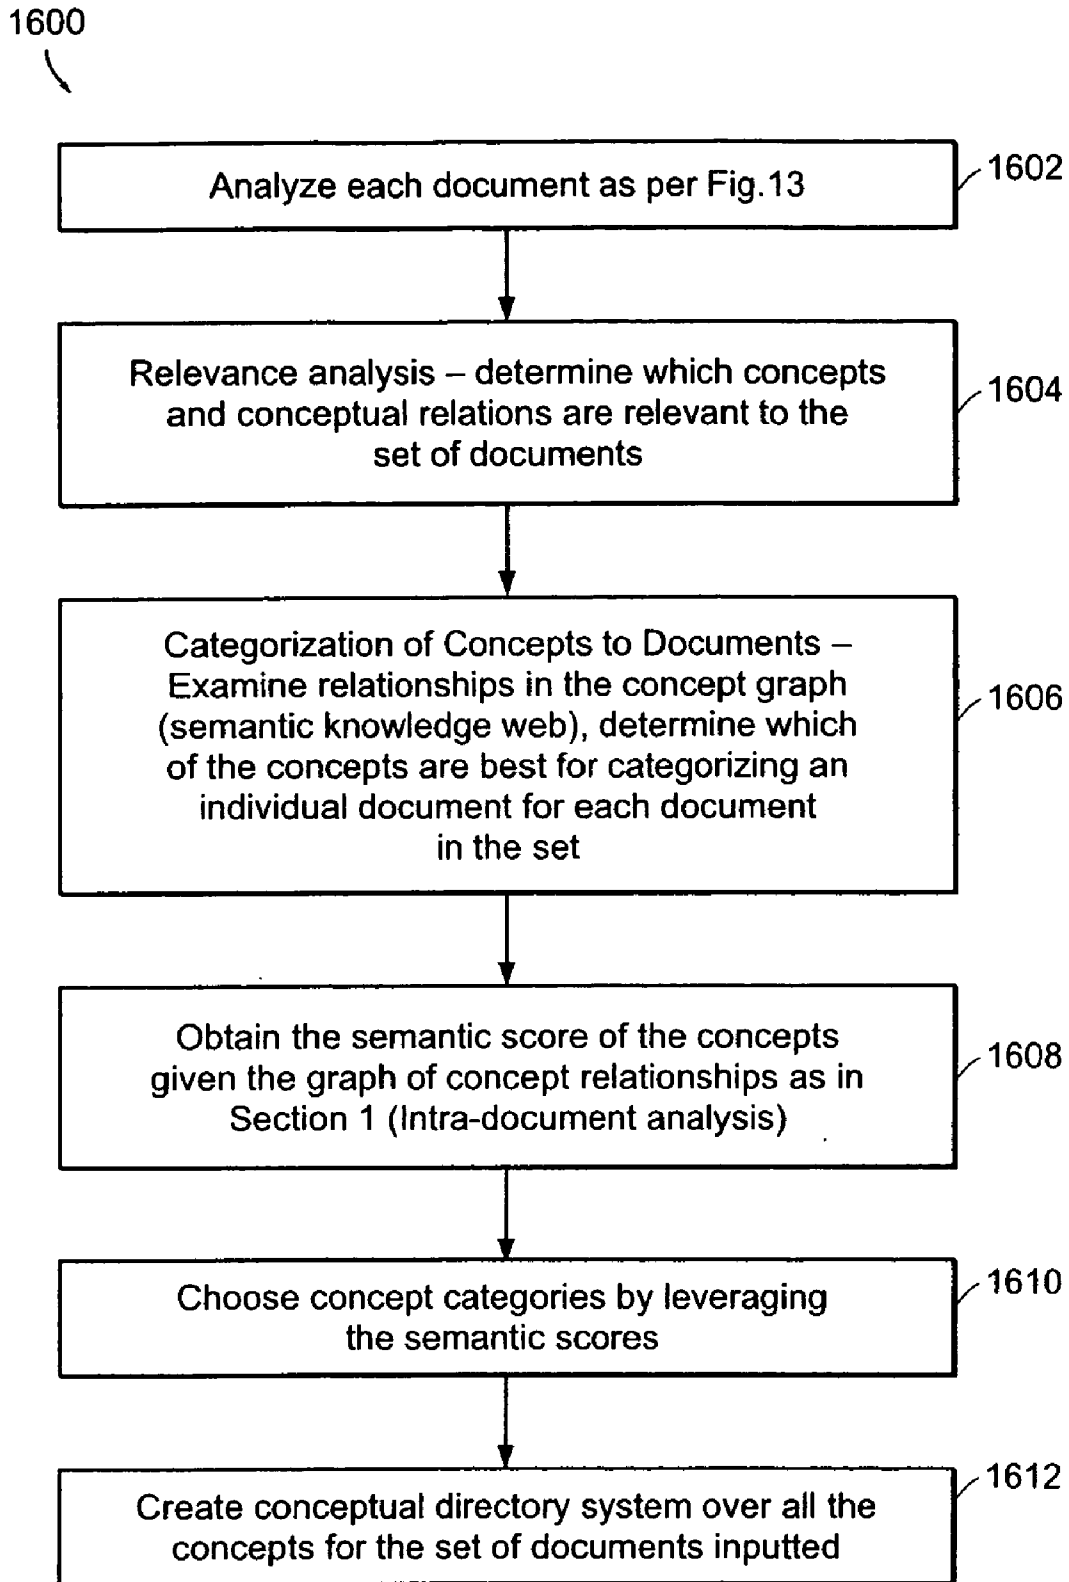 1600
Analyze each document as per Fig.13
1602
Relevance analysis – determine which concepts
and conceptual relations are relevant to the
set of documents
1604
Categorization of Concepts to Documents –
Examine relationships in the concept graph
(semantic knowledge web), determine which
of the concepts are best for categorizing an
individual document for each document
in the set
1606
Obtain the semantic score of the concepts
given the graph of concept relationships as in
Section 1 (Intra-document analysis)
1608
Choose concept categories by leveraging
the semantic scores
1610
Create conceptual directory system over all the
concepts for the set of documents inputted
1612